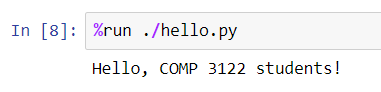 In [8]: %run ./hello.py
Hello, COMP 3122 students!